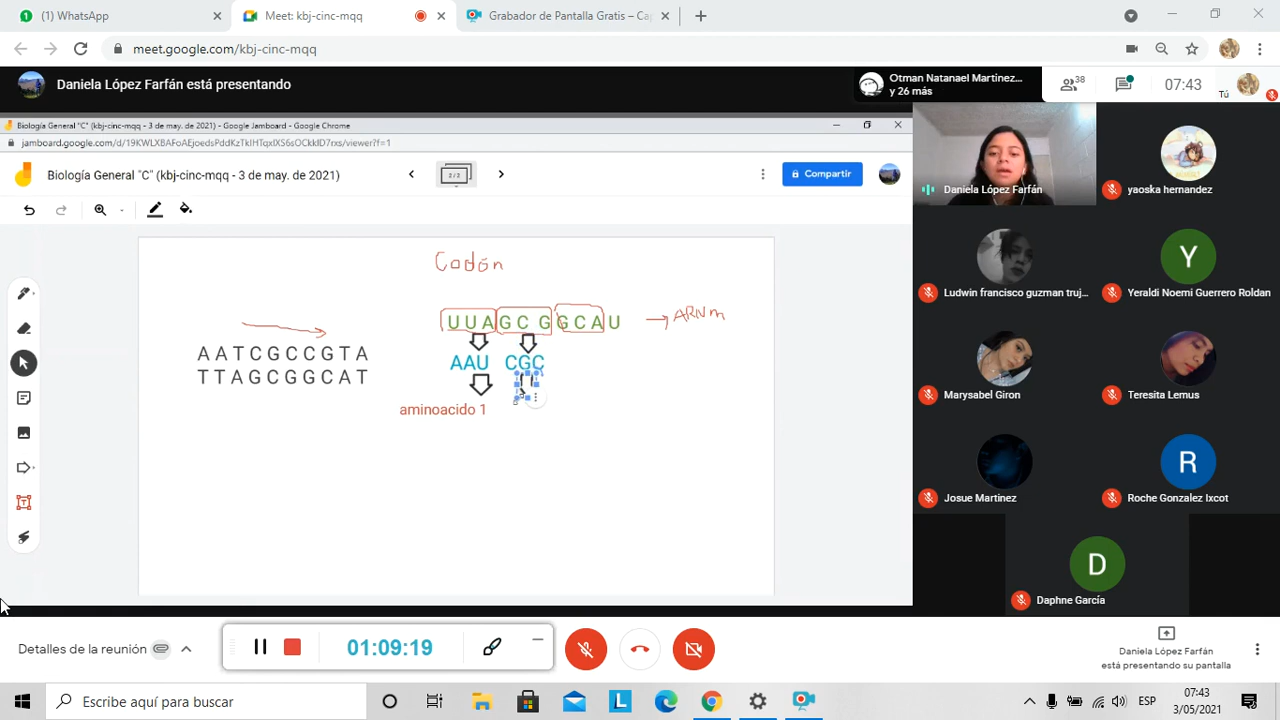 (1) WhatsApp
Meet: kbj-cinc-mqq
Grabador de Pantalla Gratis – Ca
meet.google.com/kbj-cinc-mqq
Daniela López Farfán está presentando
Otman Natanael Martinez...
y 26 más
38
07:43
Tú
Biología General "C" (kbj-cinc-mqq - 3 de may. de 2021) - Google Jamboard - Google Chrome
Biología General "C" (kbj-cinc-mqq - 3 de may. de 2021)
2 / 2
Compartir
Codón
UUAGCGGCAU
ARNm
AATCGCCGTA
TTAGCGGCAT
AAU CGC
aminoacido 1
Daniela López Farfán
yaoska hernandez
Ludwin francisco guzman truj...
Y
Yeraldi Noemi Guerrero Roldan
Marysabel Giron
Teresita Lemus
Josue Martinez
R
Roche Gonzalez Ixcot
D
Daphne García
Detalles de la reunión
01:09:19
Daniela López Farfán
está presentando su pantalla
Escribe aquí para buscar
L
ESP
07:43
3/05/2021